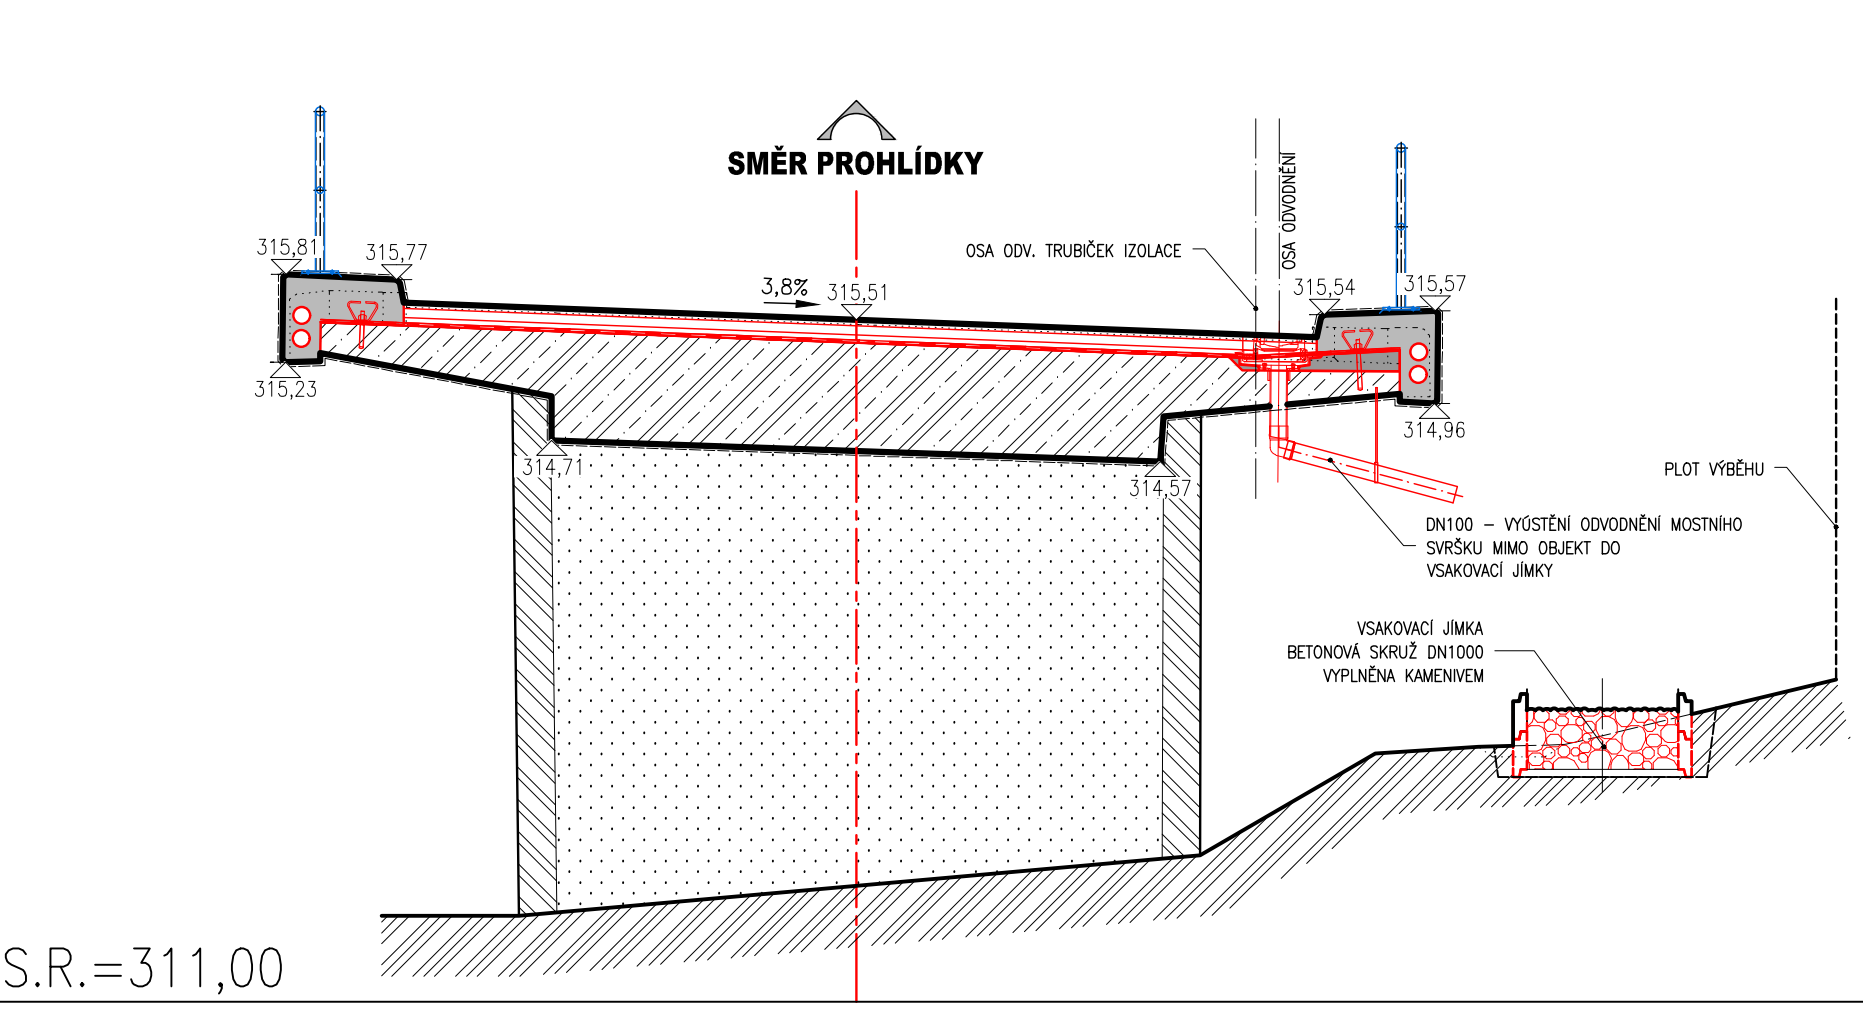 SMĚR PROHLÍDKY
OSA ODVODNĚNÍ
OSA ODV. TRUBIČEK IZOLACE
315,81
315,77
3,8%
315,51
315,54
315,57
315,23
314,71
314,57
314,96
PLOT VÝBĚHU
DN100 – VYÚSTĚNÍ ODVODNĚNÍ MOSTNÍHO
SVRŠKU MIMO OBJEKT DO
VSAKOVACÍ JÍMKY
VSAKOVACÍ JÍMKA
BETONOVÁ SKRUŽ DN1000
VYPLNĚNA KAMENIVEM
S.R.=311,00